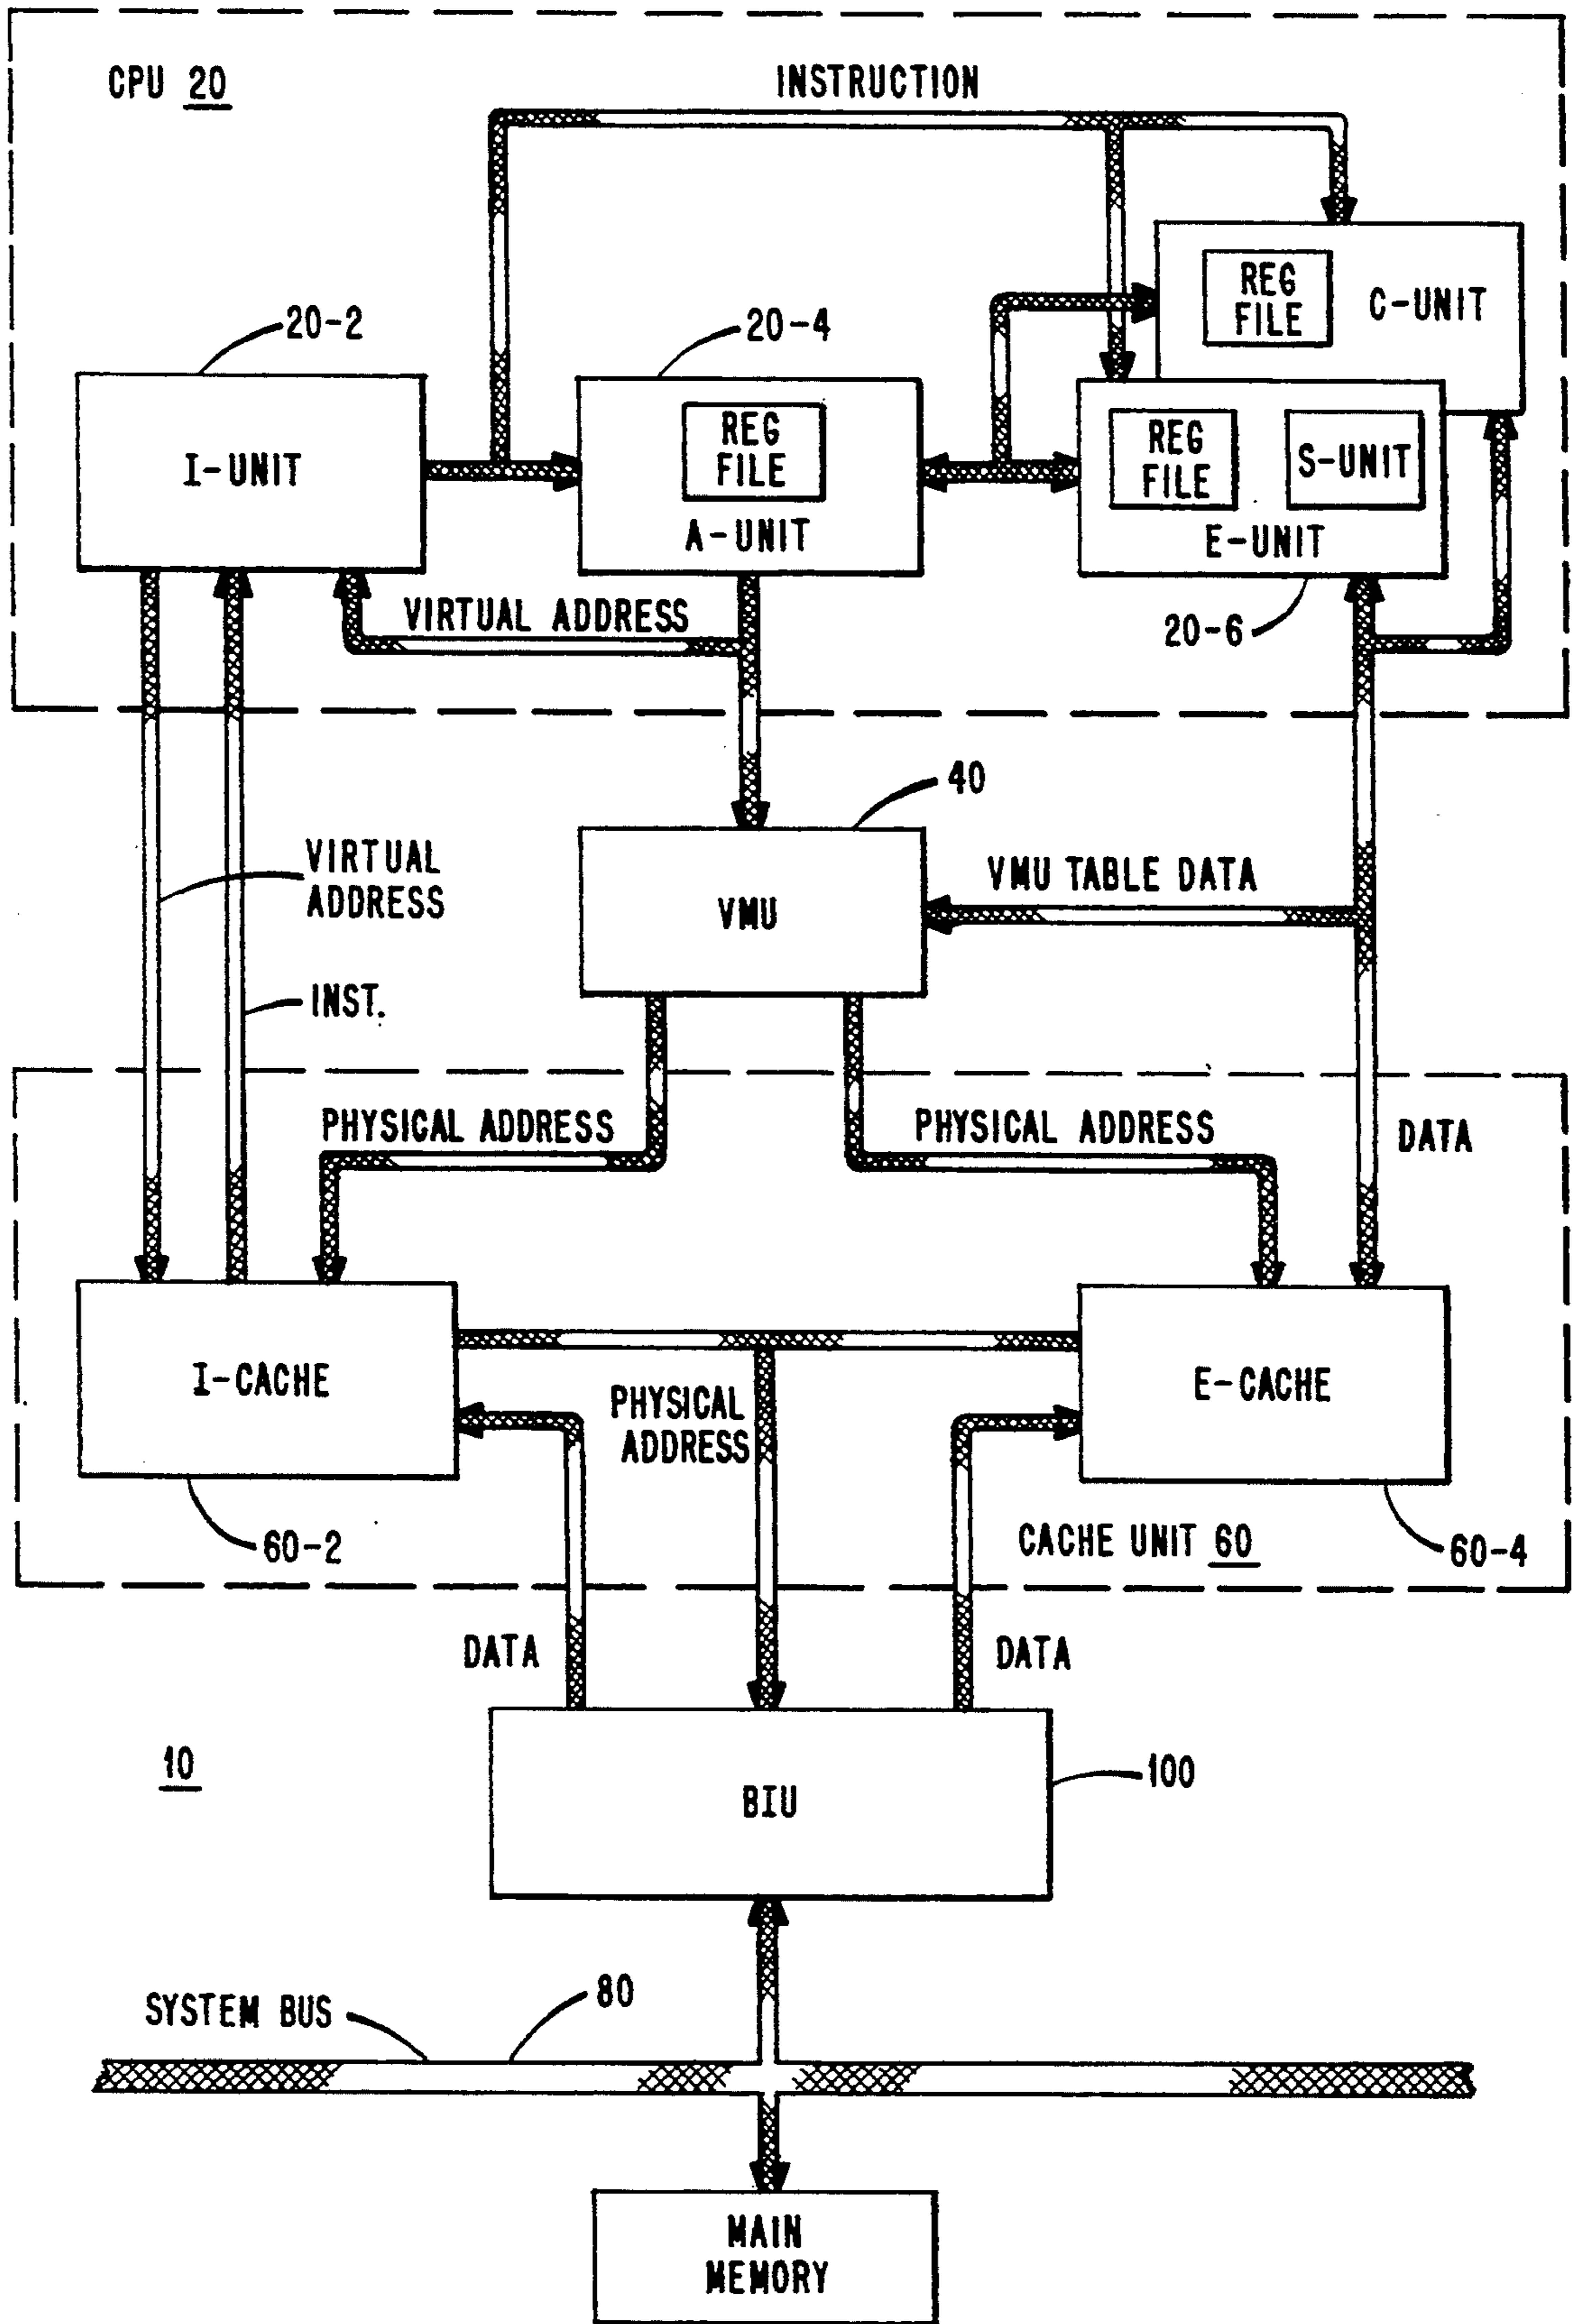 CPU 20
INSTRUCTION
20-2
20-4
REG
FILE
C-UNIT
I-UNIT
REG
FILE
A-UNIT
REG
FILE
S-UNIT
E-UNIT
VIRTUAL ADDRESS
20-6
40
VIRTUAL
ADDRESS
VMU
VMU TABLE DATA
INST.
PHYSICAL ADDRESS
PHYSICAL ADDRESS
DATA
I-CACHE
PHYSICAL
ADDRESS
E-CACHE
60-2
CACHE UNIT 60
60-4
DATA
DATA
10
BIU
100
SYSTEM BUS
80
MAIN
MEMORY